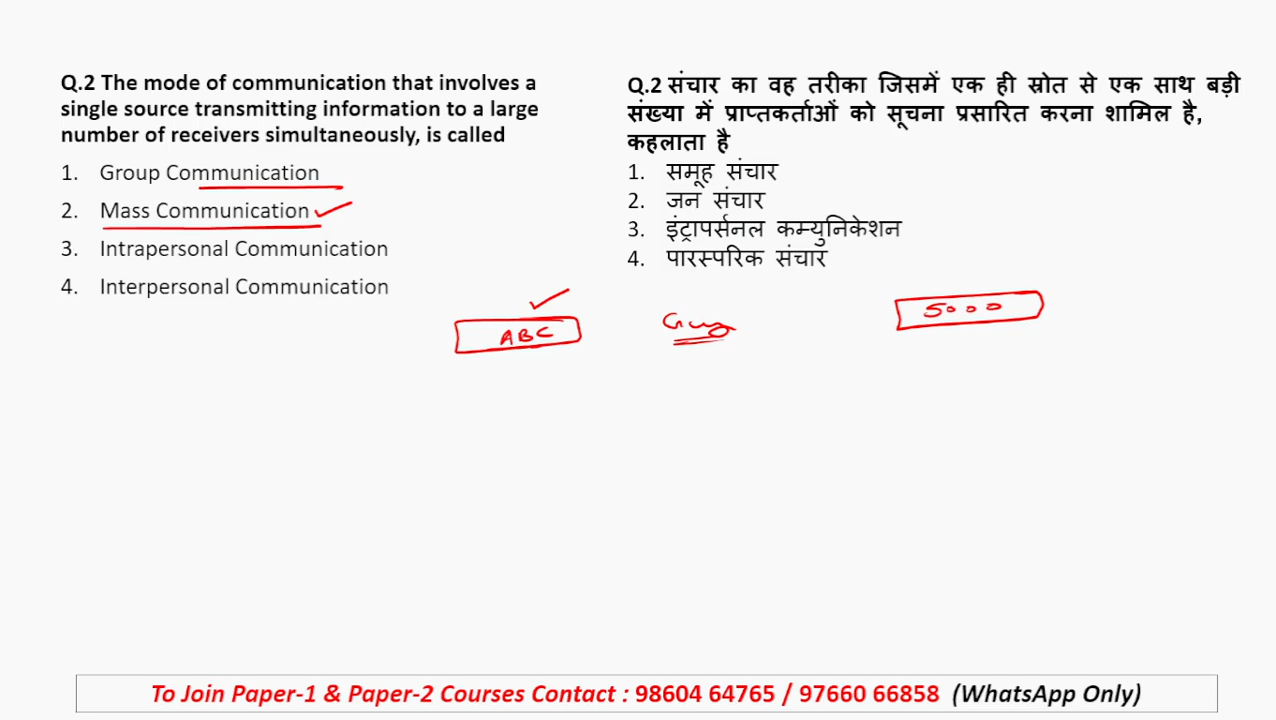 Q.2 The mode of communication that involves a
single source transmitting information to a large
number of receivers simultaneously, is called
1. Group Communication
2. Mass Communication
3. Intrapersonal Communication
4. Interpersonal Communication
Q.2 संचार का वह तरीका जिसमें एक ही स्रोत से एक साथ बड़ी
संख्या में प्राप्तकर्ताओं को सूचना प्रसारित करना शामिल है,
कहलाता है
1. समूह संचार
2. जन संचार
3. इंट्रापर्सनल कम्युनिकेशन
4. पारस्परिक संचार
ABC
5000
To Join Paper-1 & Paper-2 Courses Contact : 98604 64765 / 97660 66858 (WhatsApp Only)